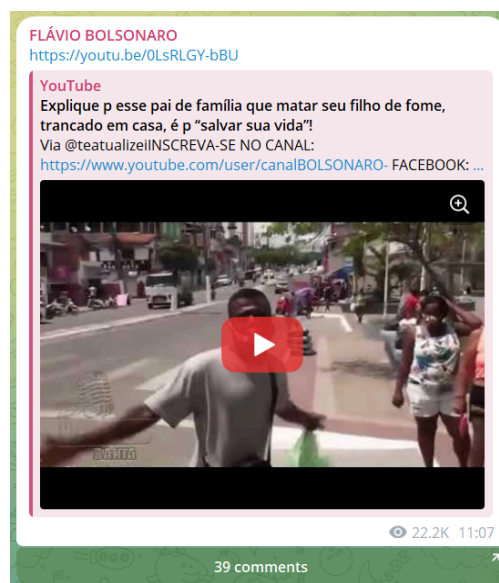 FLÁVIO BOLSONARO
https://youtu.be/0LsRLGY-bBU
YouTube
Explique p esse pai de família que matar seu filho de fome,
trancado em casa, é p “salvar sua vida”!
Via @teatualizeiINSCREVA-SE NO CANAL:
https://www.youtube.com/user/canalBOLSONARO- FACEBOOK: ...
BAHIA
22.2K 11:07
39 comments